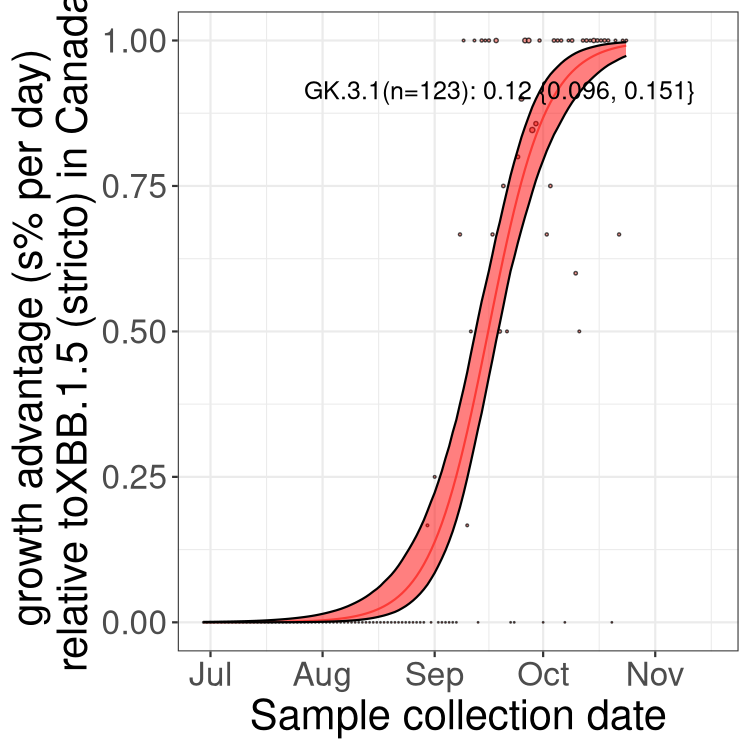 growth advantage (s% per day)
relative toXBB.1.5 (stricto) in Canada
1.00
0.75
0.50
0.25
0.00
GK.3.1(n=123): 0.12 {0.096, 0.151}
Jul Aug Sep Oct Nov
Sample collection date